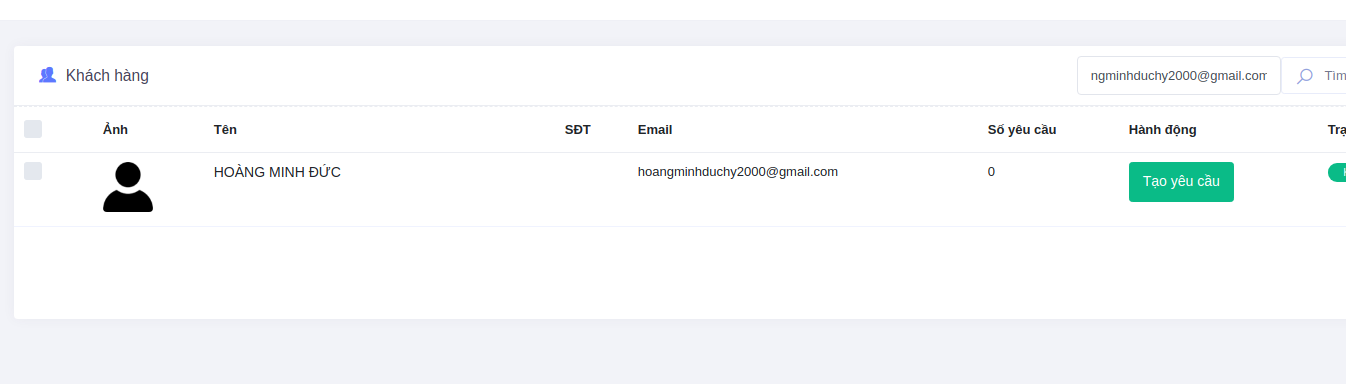 Khách hàng
ngminhduchy2000@gmail.com
Tìm
Ảnh Tên SĐT Email Số yêu cầu Hành động
HOÀNG MINH ĐỨC hoangminhduchy2000@gmail.com 0 Tạo yêu cầu